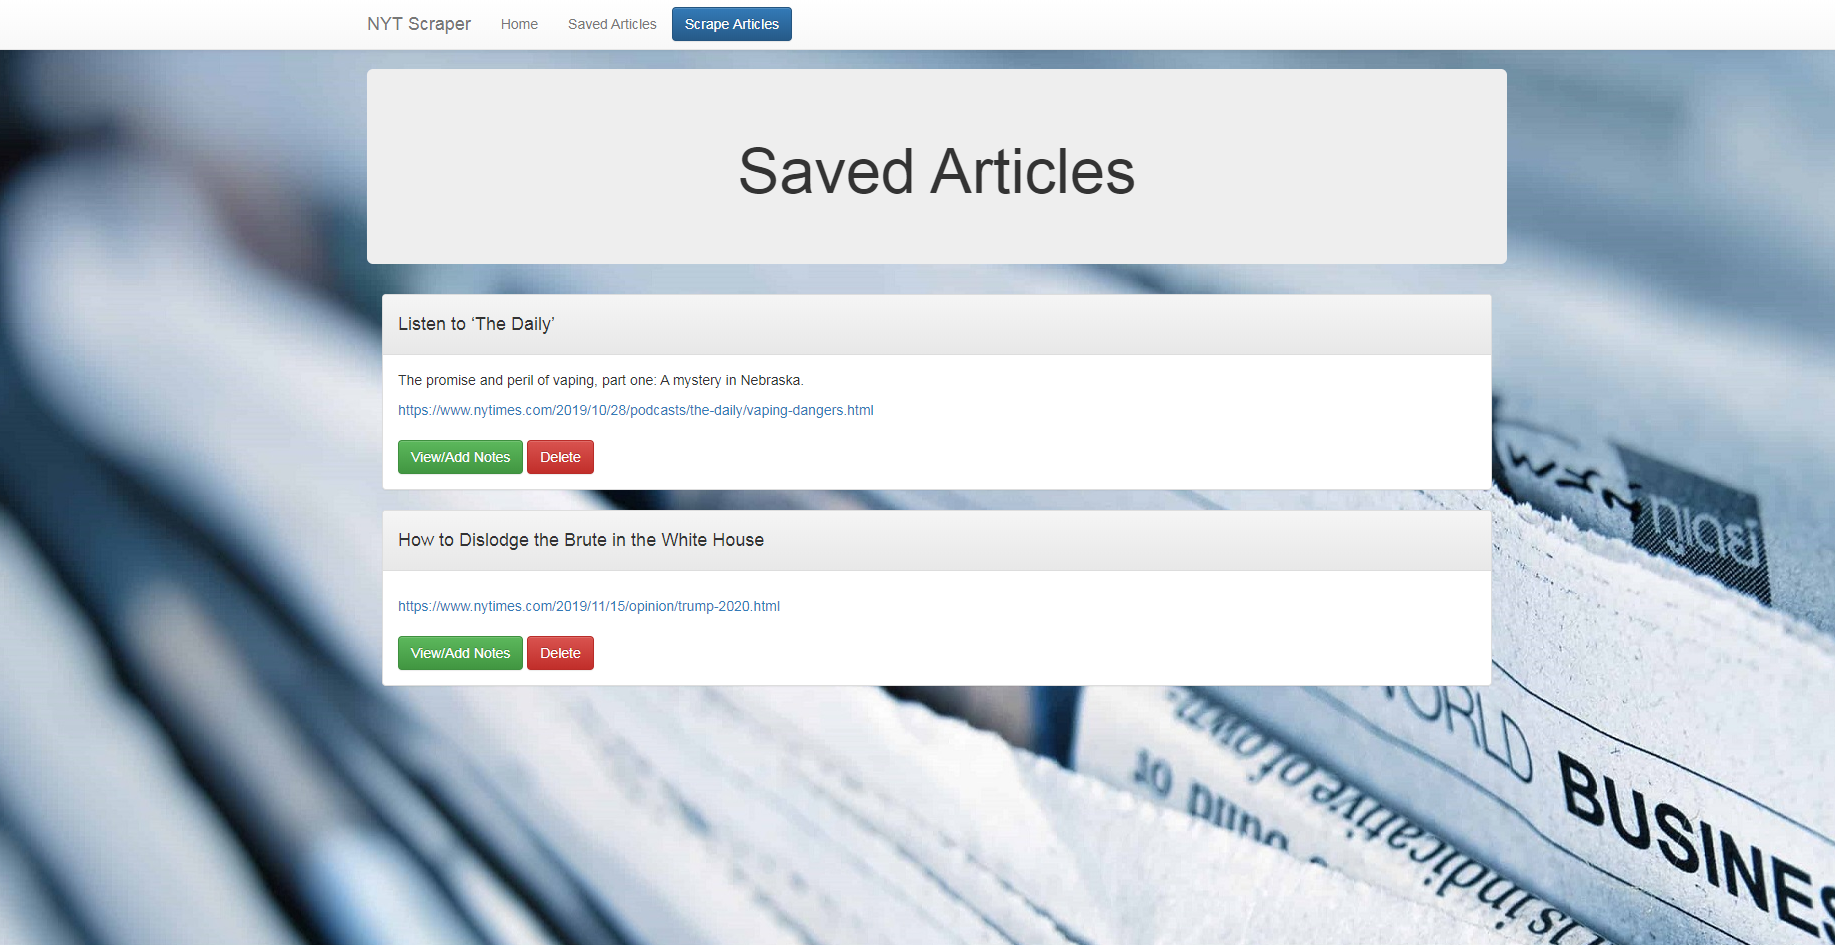 NYT Scraper Home Saved Articles Scrape Articles
Saved Articles
Listen to ‘The Daily’
The promise and peril of vaping, part one: A mystery in Nebraska.
https://www.nytimes.com/2019/10/28/podcasts/the-daily/vaping-dangers.html
View/Add Notes Delete
How to Dislodge the Brute in the White House
https://www.nytimes.com/2019/11/15/opinion/trump-2020.html
View/Add Notes Delete
WORLD
BUSINES